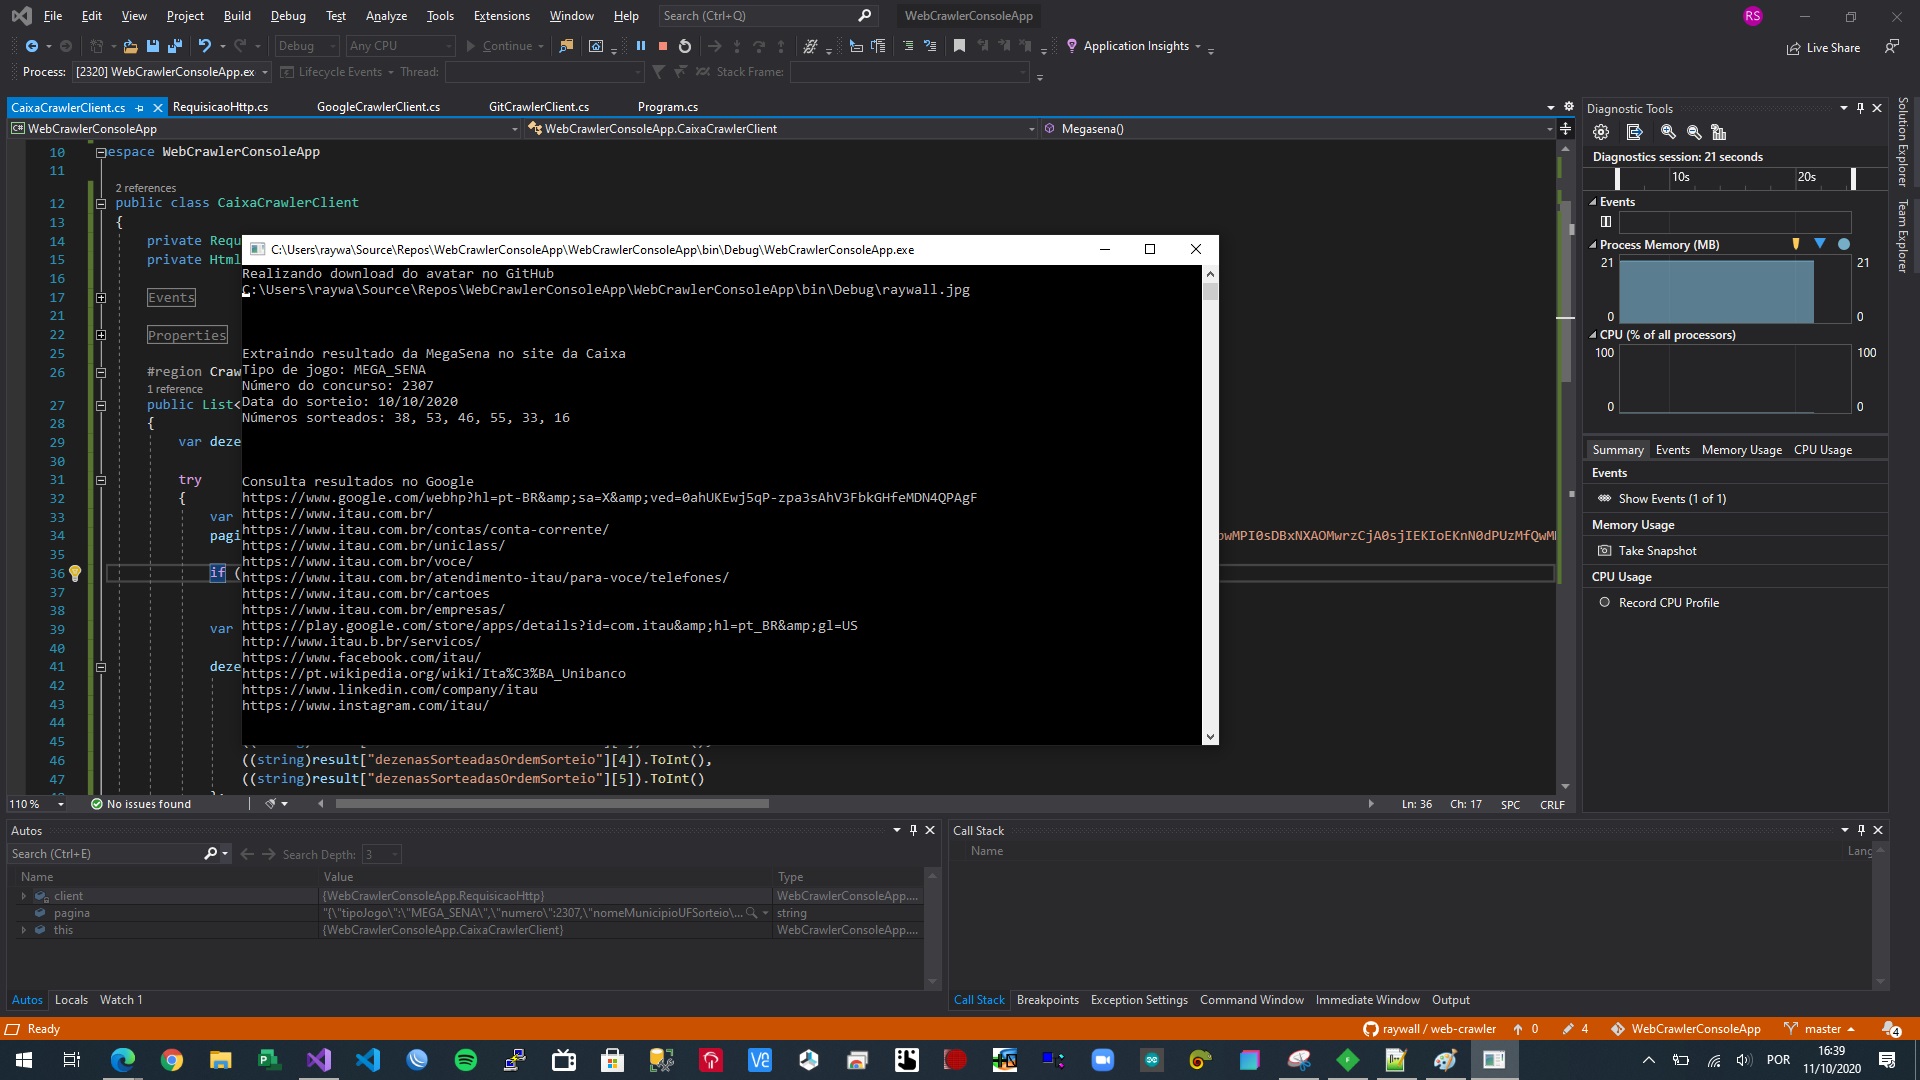 File Edit View Project Build Debug Test Analyze Tools Extensions Window Help Search (Ctrl+Q) WebCrawlerConsoleApp RS
Debug Any CPU Continue Application Insights Live Share
Process: [2320] WebCrawlerConsoleApp.ex Lifecycle Events Thread: Stack Frame:
CaixaCrawlerClient.cs RequisicaoHttp.cs GoogleCrawlerClient.cs GitCrawlerClient.cs Program.cs
WebCrawlerConsoleApp WebCrawlerConsoleApp.CaixaCrawlerClient Megasena()
10 espace WebCrawlerConsoleApp
11
2 references
12 public class CaixaCrawlerClient
13 {
14 private Requ
15 private Html
16
17 Events
21
22 Properties
25
26 #region Craw
1 reference
27 public List<
28 {
29 var deze
30
31 try
32 {
33 var
34 pagi
35
36 if (
37
38
39 var
40
41 deze
42
43
44
45
46 ((string)result["dezenasSorteadasOrdemSorteio"][4]).ToInt(),
47 ((string)result["dezenasSorteadasOrdemSorteio"][5]).ToInt()
C:\Users\raywa\Source\Repos\WebCrawlerConsoleApp\WebCrawlerConsoleApp\bin\Debug\WebCrawlerConsoleApp.exe
Realizando download do avatar no GitHub
C:\Users\raywa\Source\Repos\WebCrawlerConsoleApp\WebCrawlerConsoleApp\bin\Debug\raywall.jpg
Extraindo resultado da MegaSena no site da Caixa
Tipo de jogo: MEGA_SENA
Número do concurso: 2307
Data do sorteio: 10/10/2020
Números sorteados: 38, 53, 46, 55, 33, 16
Consulta resultados no Google
https://www.google.com/webhp?hl=pt-BR&amp;sa=X&amp;ved=0ahUKEwj5qP-zpa3sAhV3FbkGHfeMDN4QPAgF
https://www.itau.com.br/
https://www.itau.com.br/contas/conta-corrente/
https://www.itau.com.br/uniclass/
https://www.itau.com.br/voce/
https://www.itau.com.br/atendimento-itau/para-voce/telefones/
https://www.itau.com.br/cartoes
https://www.itau.com.br/empresas/
https://play.google.com/store/apps/details?id=com.itau&amp;hl=pt_BR&amp;gl=US
http://www.itau.b.br/servicos/
https://www.facebook.com/itau/
https://pt.wikipedia.org/wiki/Ita%C3%BA_Unibanco
https://www.linkedin.com/company/itau
https://www.instagram.com/itau/
110 % No issues found Ln: 36 Ch: 17 SPC CRLF
Diagnostic Tools
Diagnostics session: 21 seconds
10s 20s
Events
Process Memory (MB)
21 21
0 0
CPU (% of all processors)
100 100
0 0
Summary Events Memory Usage CPU Usage
Events
Show Events (1 of 1)
Memory Usage
Take Snapshot
CPU Usage
Record CPU Profile
Solution Explorer
Team Explorer
Autos
Search (Ctrl+E) Search Depth: 3
Name Value Type
client {WebCrawlerConsoleApp.RequisicaoHttp} WebCrawlerConsoleApp....
pagina "{\"tipoJogo\":\"MEGA_SENA\",\"numero\":2307,\"nomeMunicipioUFSorteio\... string
this {WebCrawlerConsoleApp.CaixaCrawlerClient} WebCrawlerConsoleApp....
Autos Locals Watch 1
Call Stack
Name Lang
Call Stack Breakpoints Exception Settings Command Window Immediate Window Output
Ready raywall / web-crawler 0 4 WebCrawlerConsoleApp master 4
POR 16:39
11/10/2020